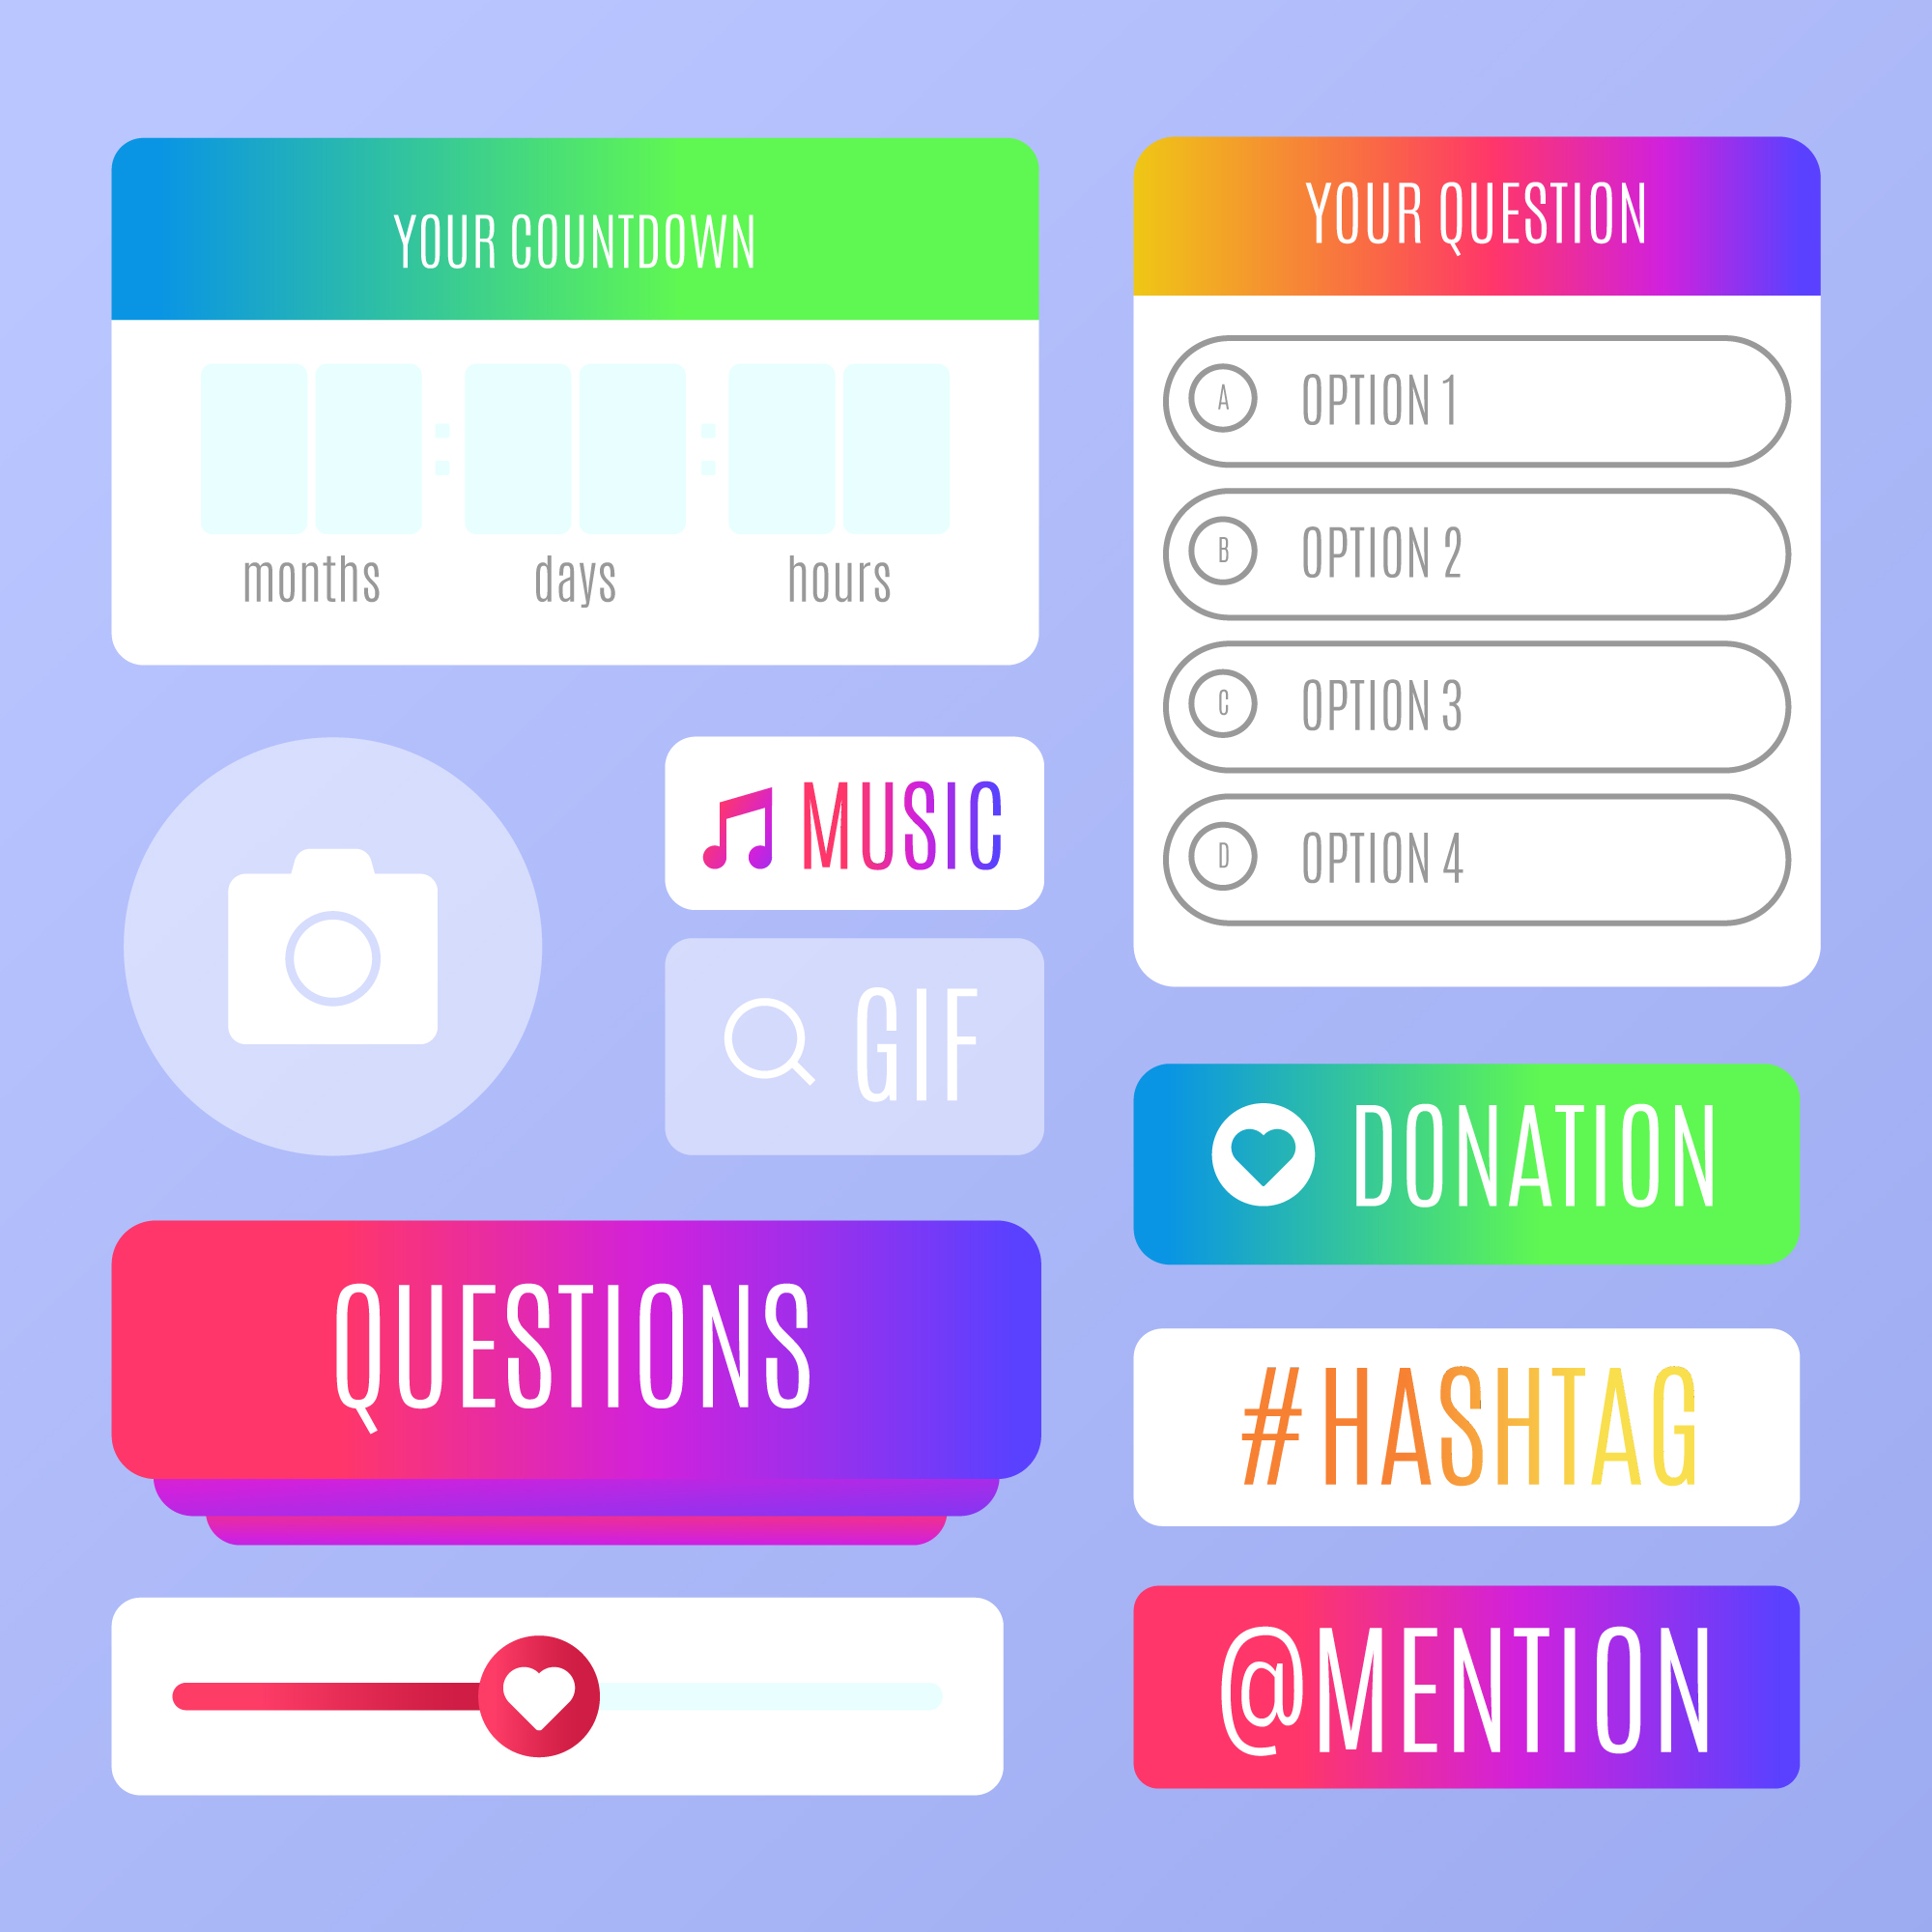 YOUR COUNTDOWN
months days hours
YOUR QUESTION
A OPTION 1
B OPTION 2
C OPTION 3
D OPTION 4
MUSIC
GIF
DONATION
QUESTIONS
#HASHTAG
@MENTION